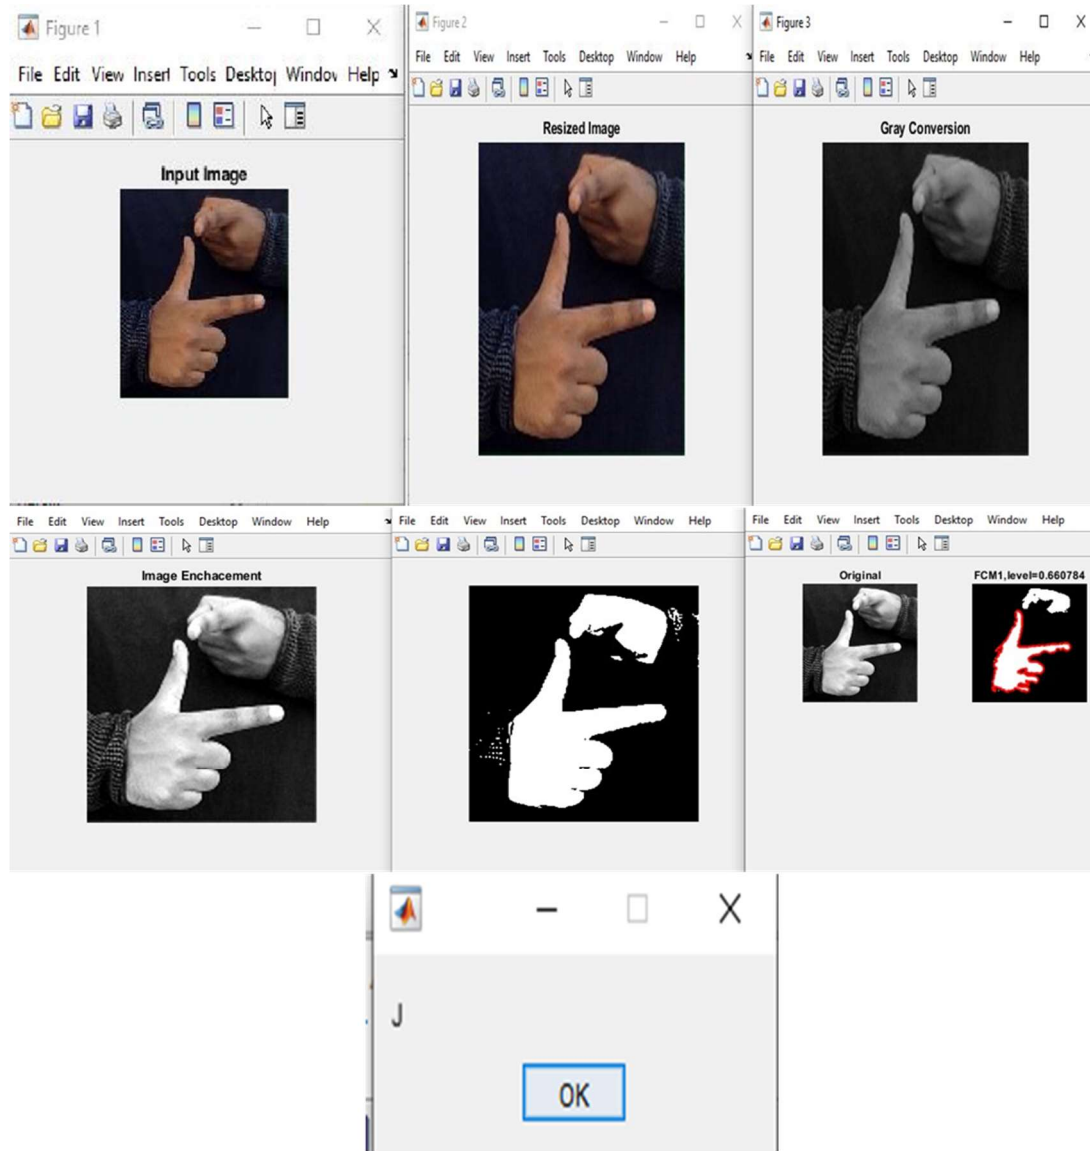 Figure 1
File Edit View Insert Tools Desktop Window Help
Input Image
Figure 2
File Edit View Insert Tools Desktop Window Help
Resized Image
Figure 3
File Edit View Insert Tools Desktop Window Help
Gray Conversion
File Edit View Insert Tools Desktop Window Help
Image Enchacement
File Edit View Insert Tools Desktop Window Help
File Edit View Insert Tools Desktop Window Help
Original
FCM1,level=0.660784
J
OK